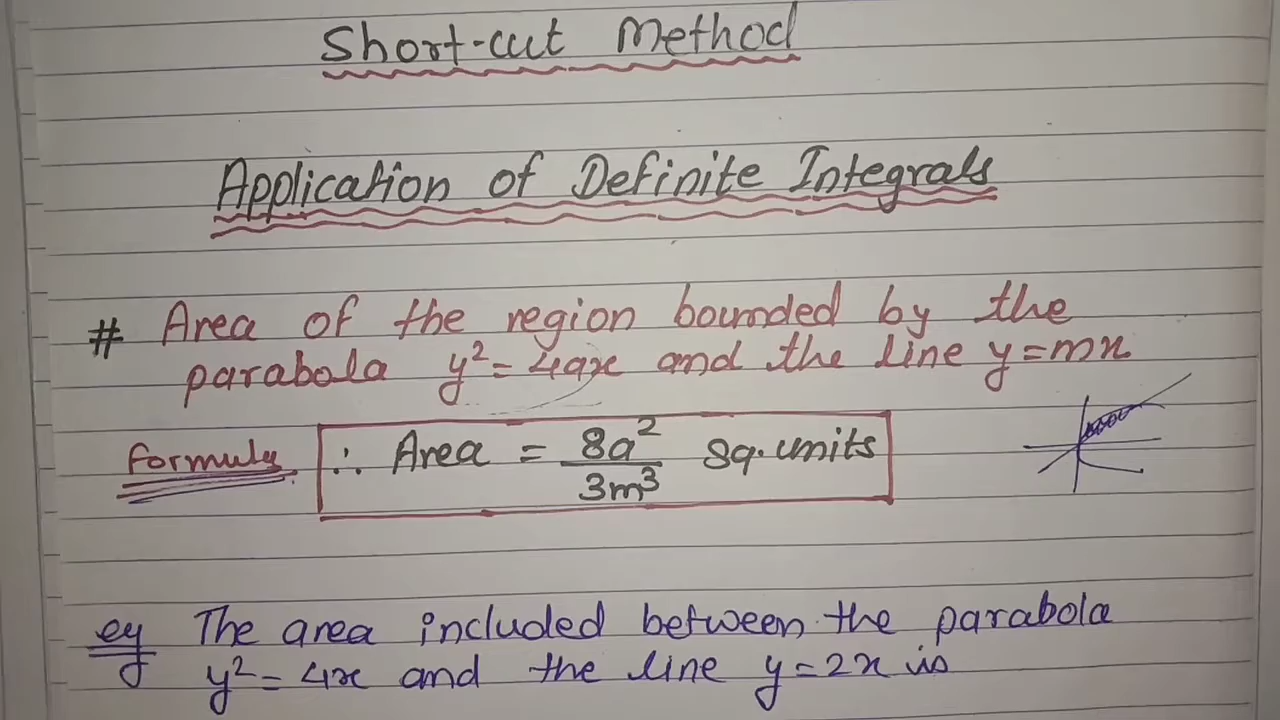 Short-cut Method
Application of Definite Integrals
# Area of the region bounded by the
parabola y² = 4ax and the line y = mx
Formula ∴ Area = 8a²/3m³ sq. units
eg The area included between the parabola
y² = 4x and the line y = 2x is